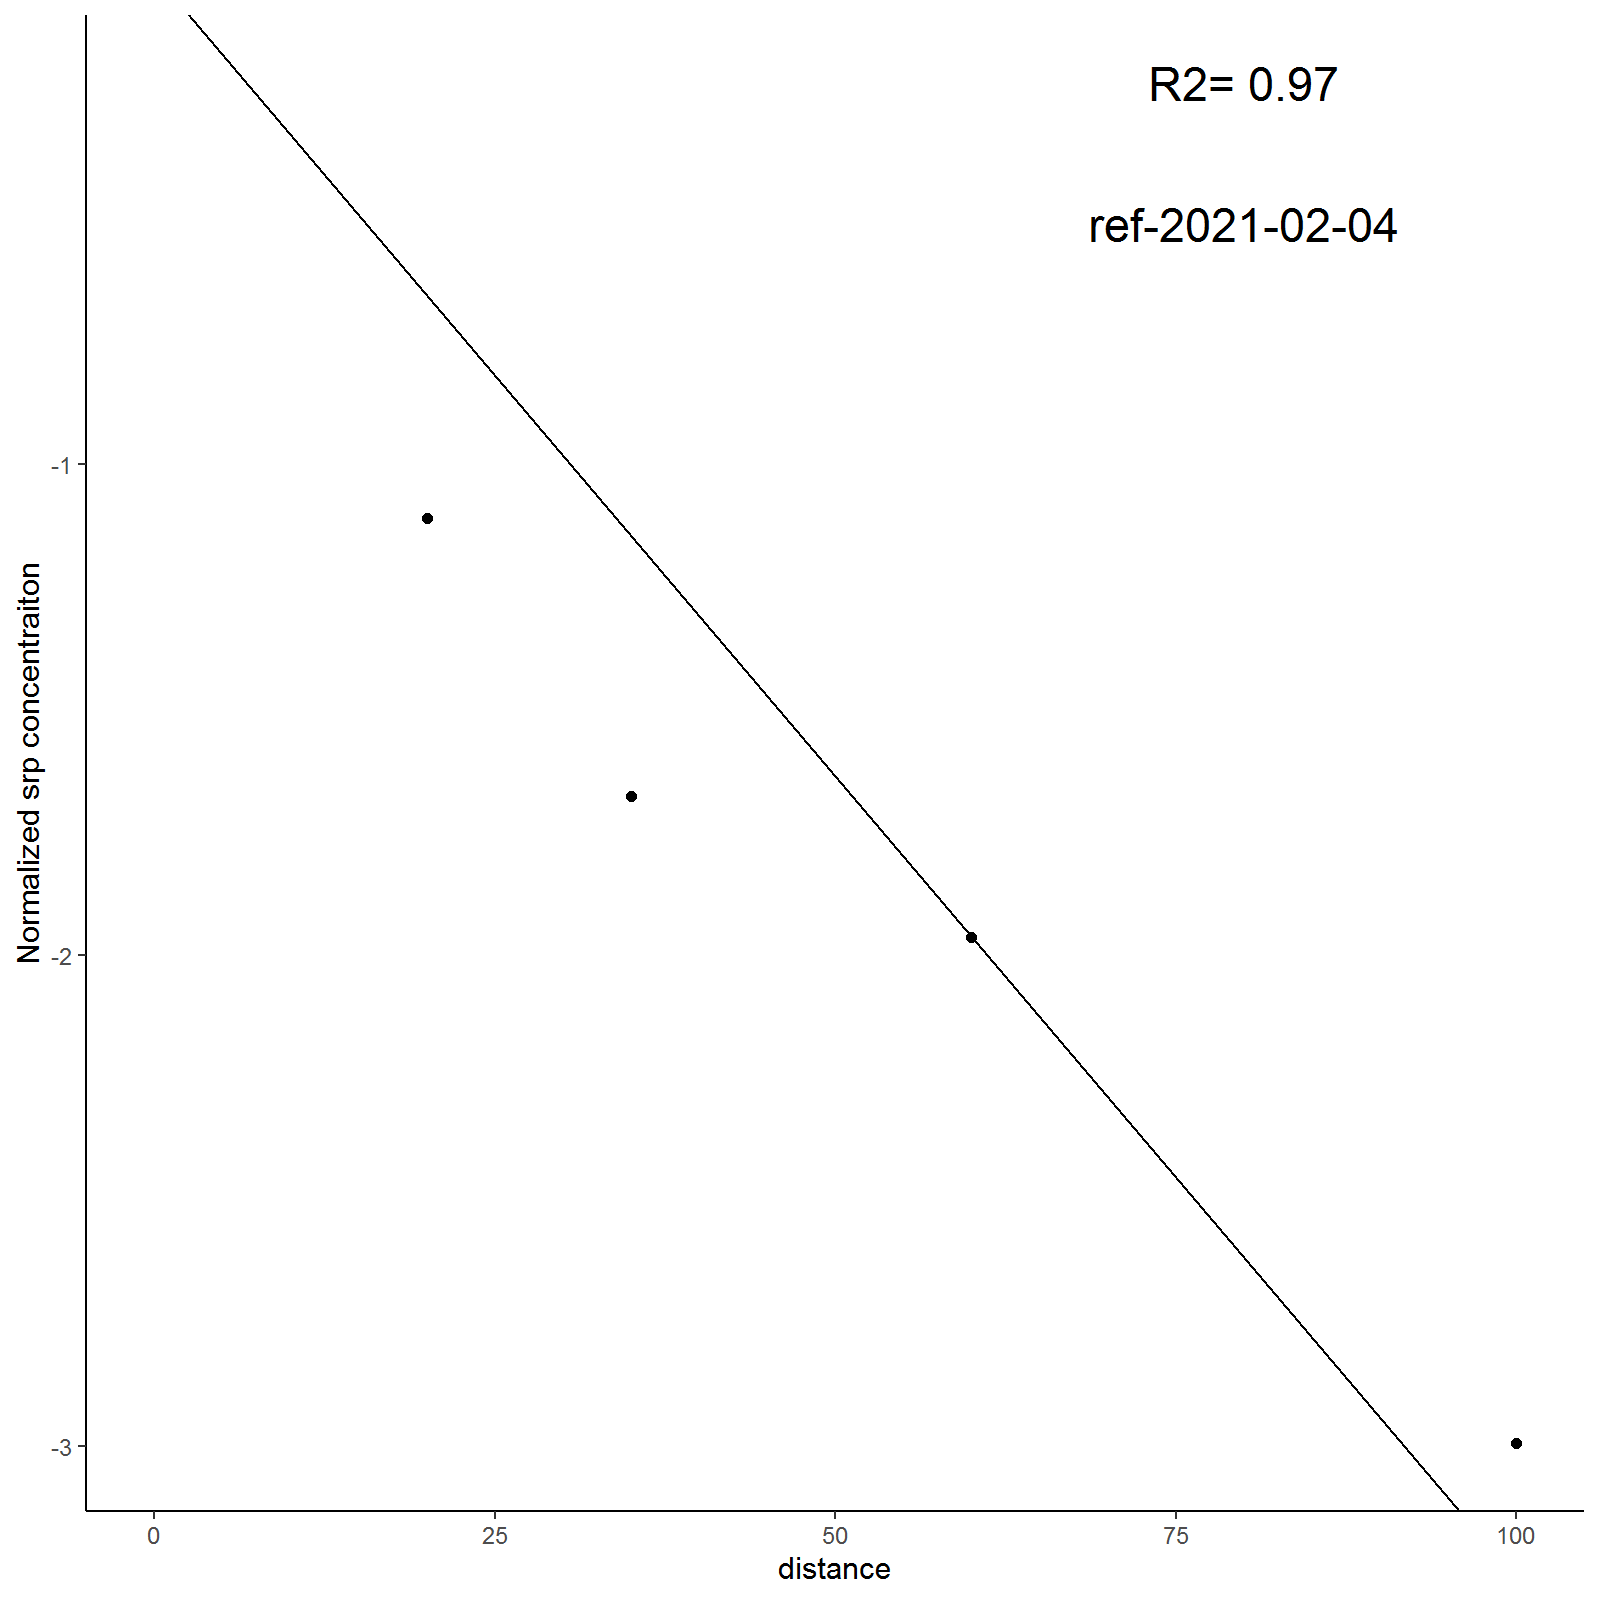 R2= 0.97
ref-2021-02-04
-1
-2
-3
Normalized srp concentraiton
0
25
50
75
100
distance